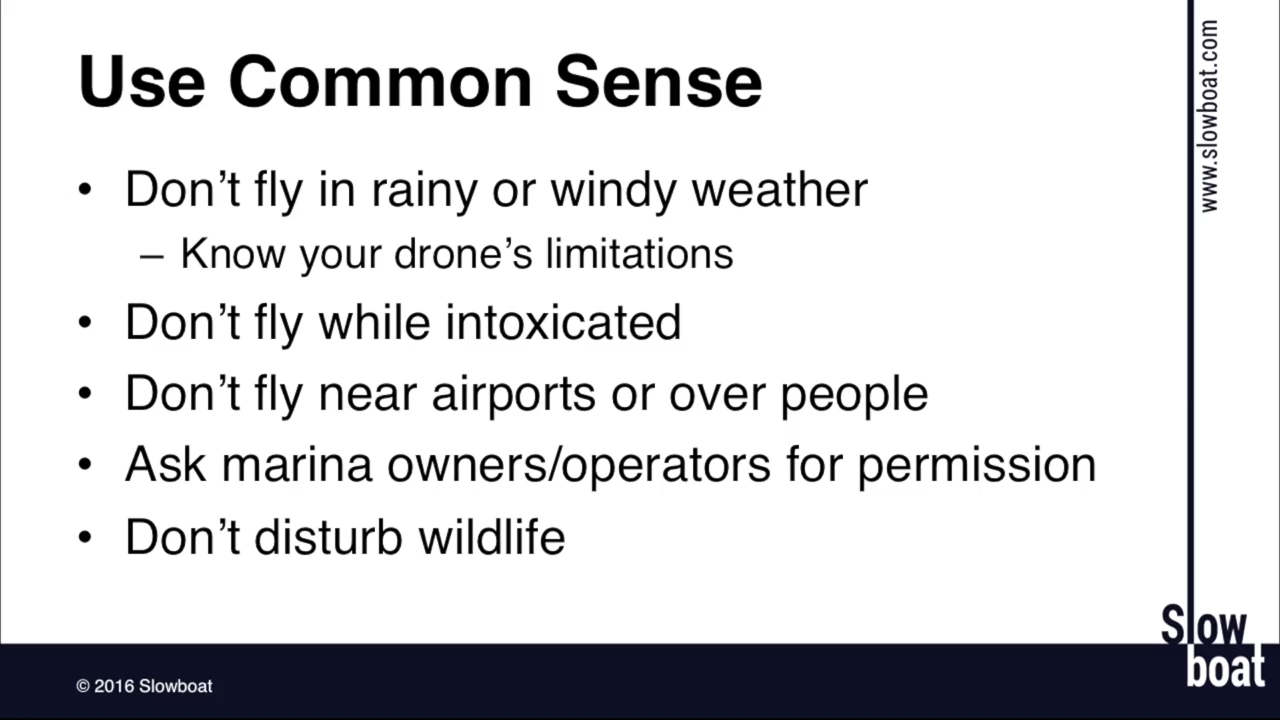 Use Common Sense
• Don’t fly in rainy or windy weather
– Know your drone’s limitations
• Don’t fly while intoxicated
• Don’t fly near airports or over people
• Ask marina owners/operators for permission
• Don’t disturb wildlife
www.slowboat.com
© 2016 Slowboat
Slow
boat